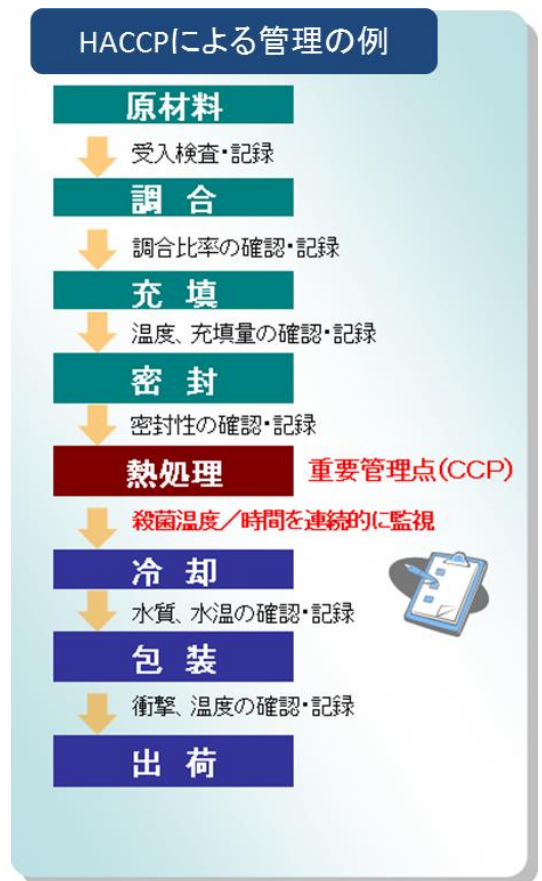 HACCPによる管理の例
原材料
受入検査・記録
調 合
調合比率の確認・記録
充 填
温度、充填量の確認・記録
密 封
密封性の確認・記録
熱処理 重要管理点(CCP)
殺菌温度／時間を連続的に監視
冷 却
水質、水温の確認・記録
包 装
衝撃、温度の確認・記録
出 荷